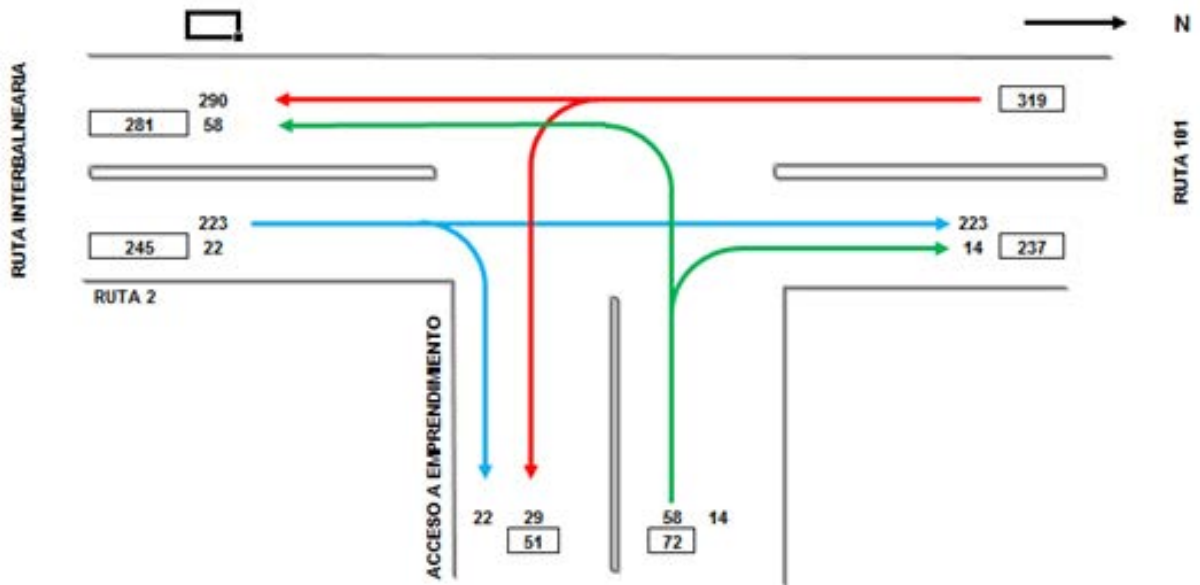 N
RUTA INTERBALNEARIA
290
319
281 58
RUTA 101
223
223
245 22
14 237
RUTA 2
ACCESO A EMPRENDIMIENTO
22 29
58 14
51
72